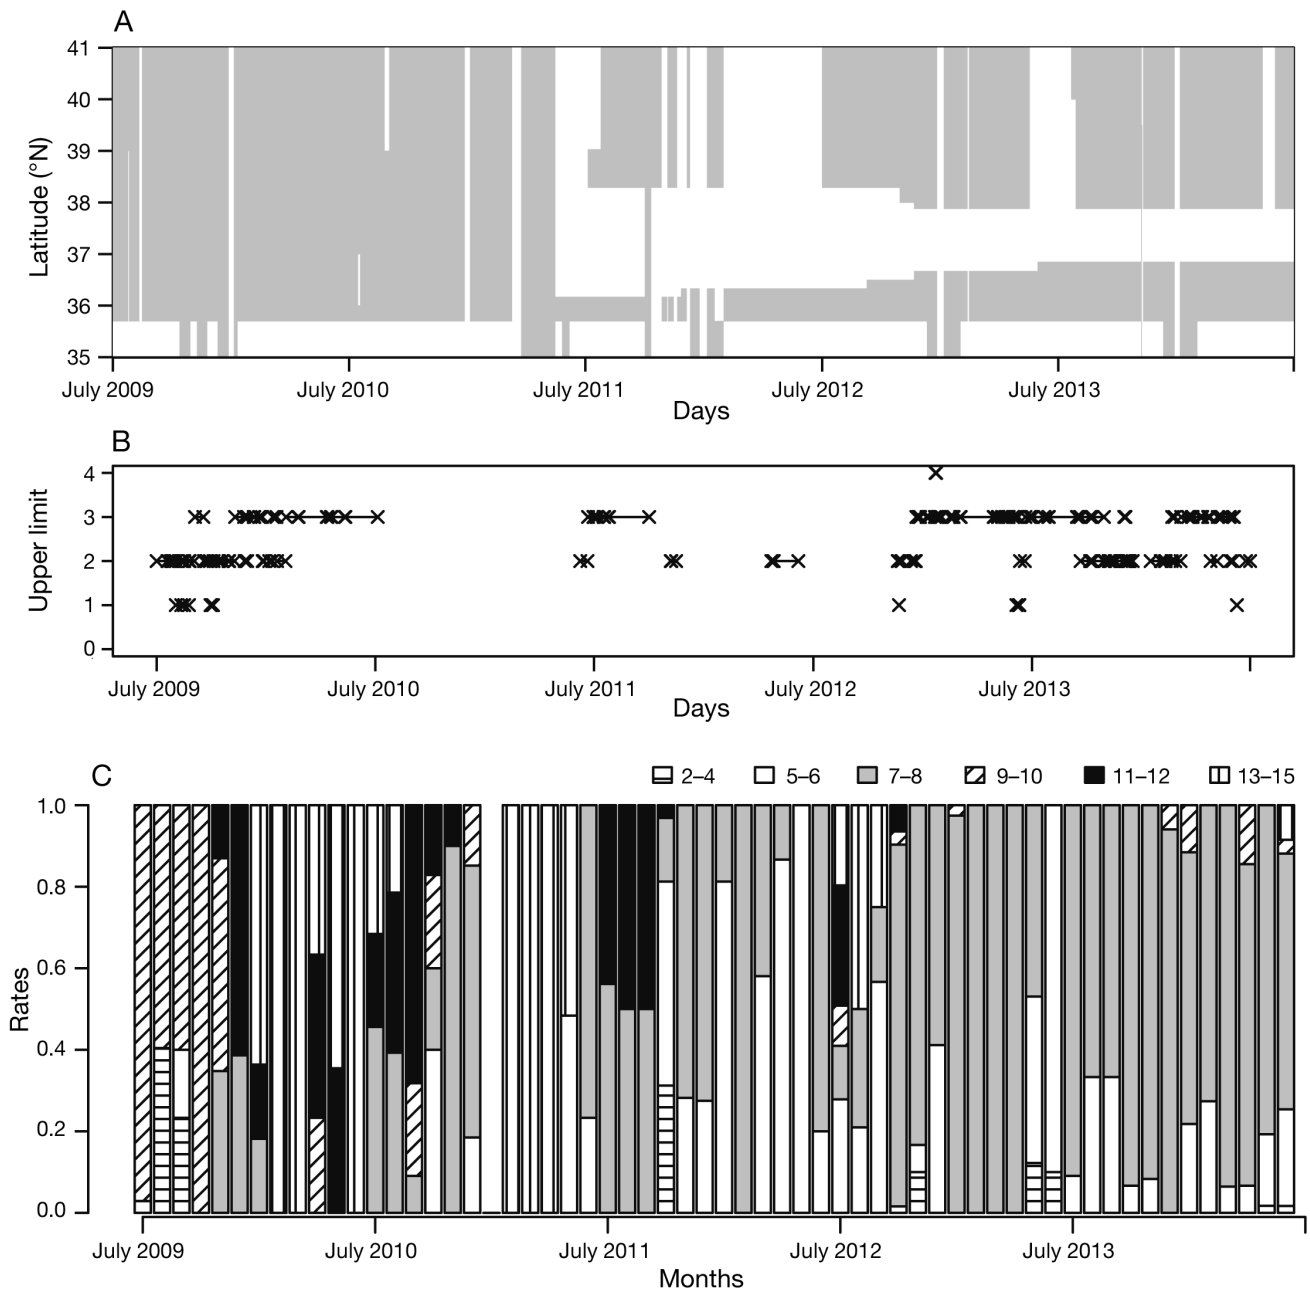 A
Latitude (°N)
41
40
39
38
37
36
35
July 2009 July 2010 July 2011 July 2012 July 2013
Days
B
Upper limit
4
3
2
1
0
July 2009 July 2010 July 2011 July 2012 July 2013
Days
C
2–4 5–6 7–8 9–10 11–12 13–15
Rates
1.0
0.8
0.6
0.4
0.2
0.0
July 2009 July 2010 July 2011 July 2012 July 2013
Months